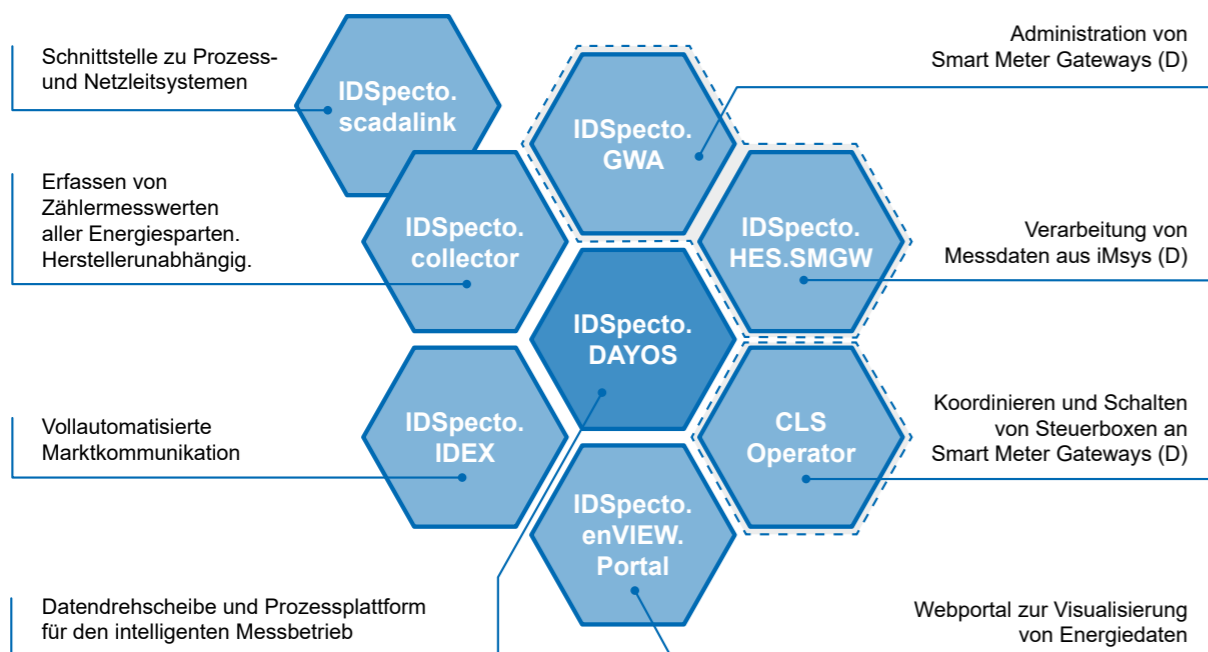 Schnittstelle zu Prozess-
und Netzleitsystemen
IDSpecto.
scadalink
IDSpecto.
GWA
Administration von
Smart Meter Gateways (D)
Erfassen von
Zählermesswerten
aller Energiesparten.
Herstellerunabhängig.
IDSpecto.
collector
IDSpecto.
HES.SMGW
Verarbeitung von
Messdaten aus iMsys (D)
IDSpecto.
DAYOS
Vollautomatisierte
Marktkommunikation
IDSpecto.
IDEX
CLS
Operator
Koordinieren und Schalten
von Steuerboxen an
Smart Meter Gateways (D)
IDSpecto.
enVIEW.
Portal
Datendrehscheibe und Prozessplattform
für den intelligenten Messbetrieb
Webportal zur Visualisierung
von Energiedaten